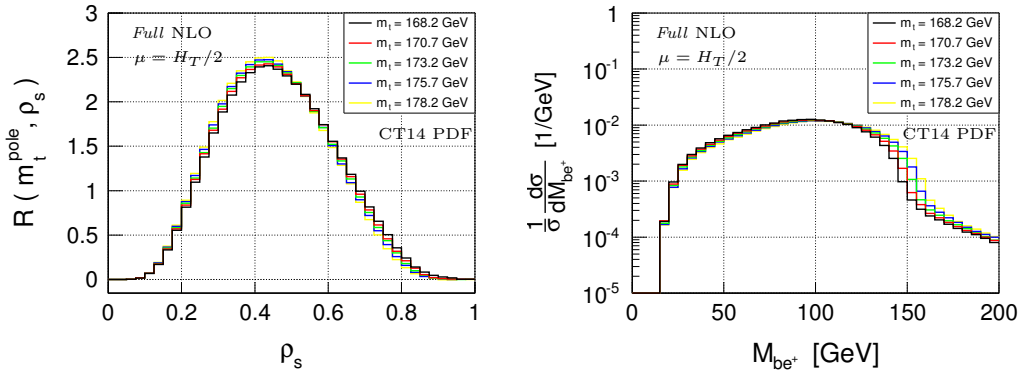 Full NLO
μ = H_T/2
m_t = 168.2 GeV
m_t = 170.7 GeV
m_t = 173.2 GeV
m_t = 175.7 GeV
m_t = 178.2 GeV
CT14 PDF
R ( m_t^pole , ρ_s )
3
2.5
2
1.5
1
0.5
0
0 0.2 0.4 0.6 0.8 1
ρ_s
Full NLO
μ = H_T/2
m_t = 168.2 GeV
m_t = 170.7 GeV
m_t = 173.2 GeV
m_t = 175.7 GeV
m_t = 178.2 GeV
CT14 PDF
1/σ dσ/dM_be⁺ [1/GeV]
1
10⁻¹
10⁻²
10⁻³
10⁻⁴
10⁻⁵
0 50 100 150 200
M_be⁺ [GeV]